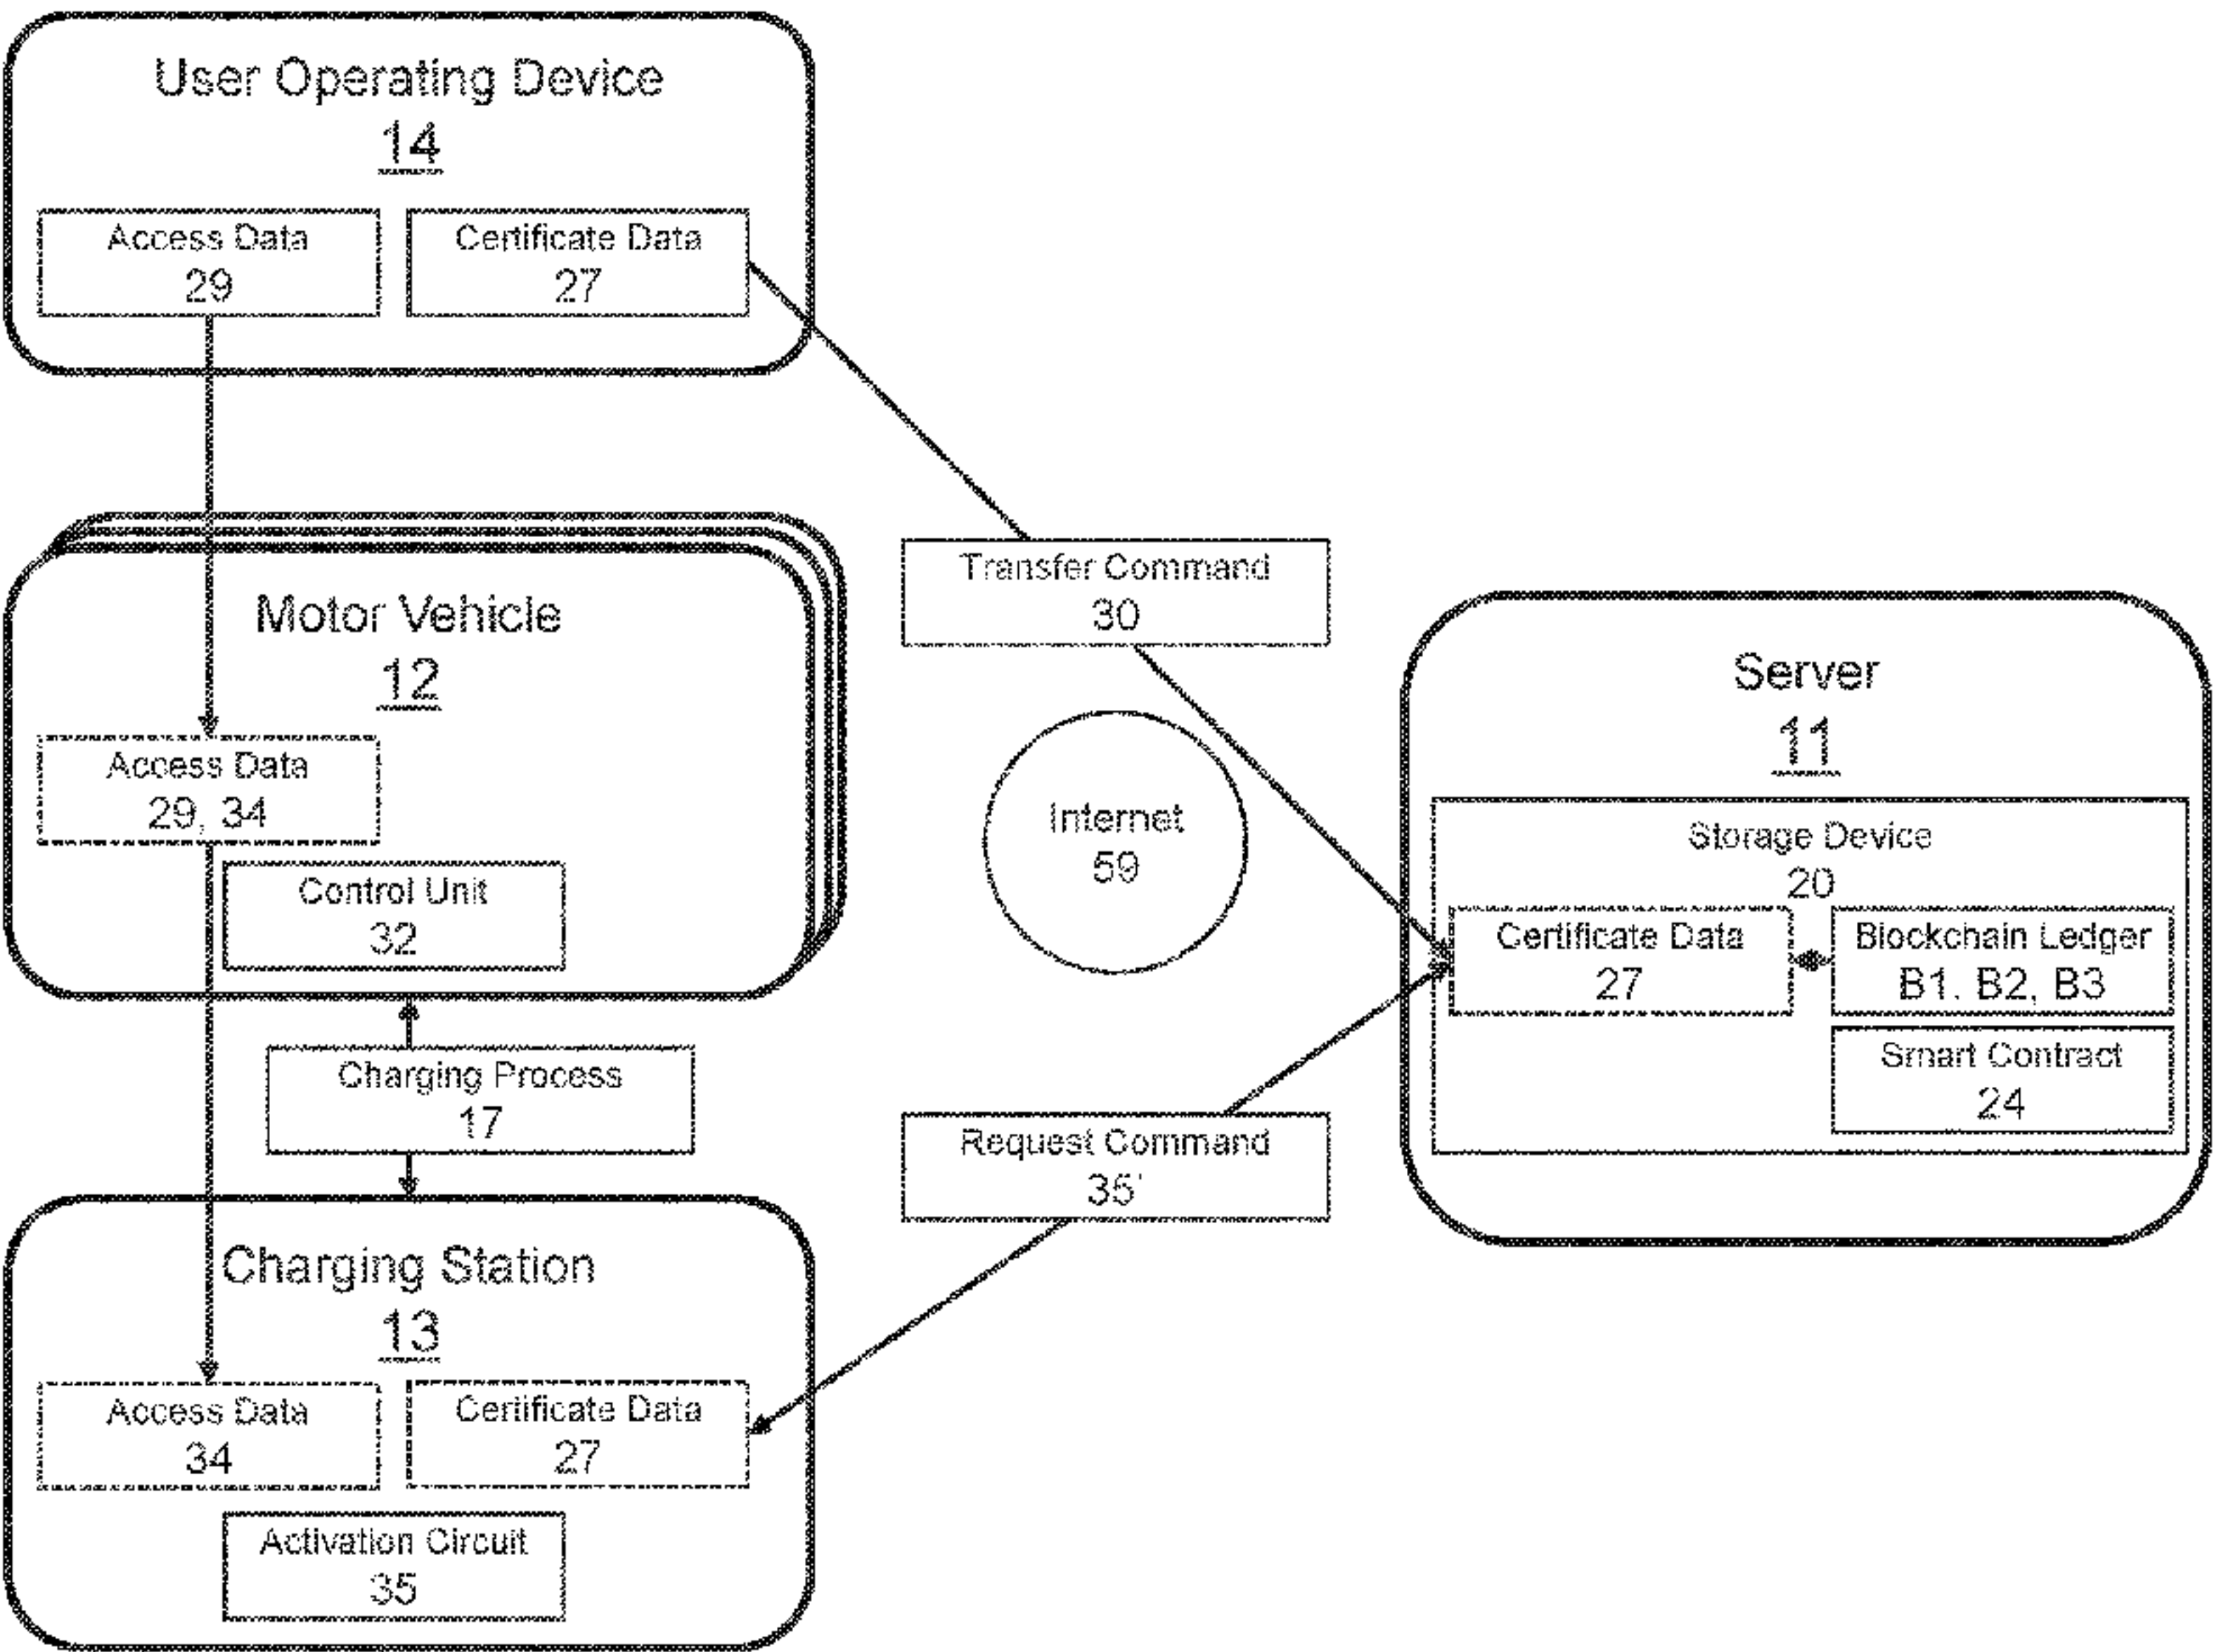 User Operating Device
14
Access Data
29
Certificate Data
27
Motor Vehicle
12
Access Data
29, 34
Control Unit
32
Charging Process
17
Charging Station
13
Access Data
34
Certificate Data
27
Activation Circuit
35
Transfer Command
30
Internet
59
Request Command
35'
Server
11
Storage Device
20
Certificate Data
27
Blockchain Ledger
B1. B2, B3
Smart Contract
24